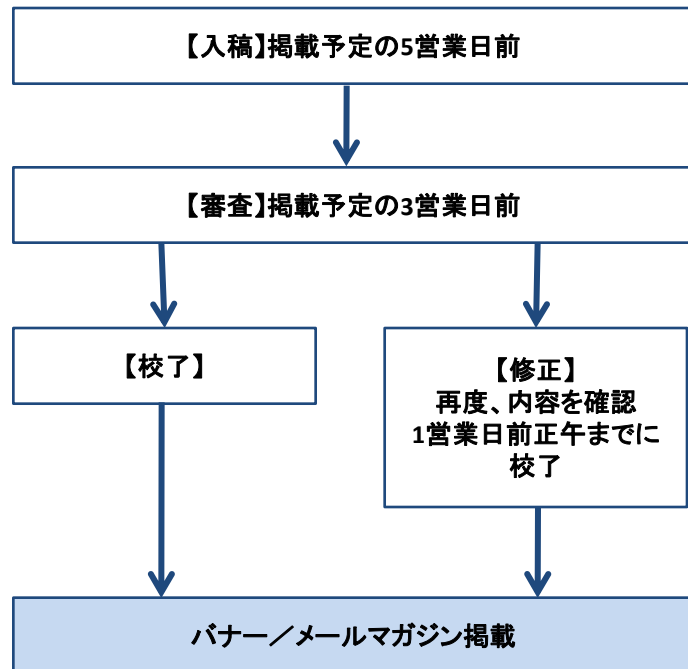 【入稿】掲載予定の5営業日前
【審査】掲載予定の3営業日前
【校了】
【修正】
再度、内容を確認
1営業日前正午までに
校了
バナー／メールマガジン掲載